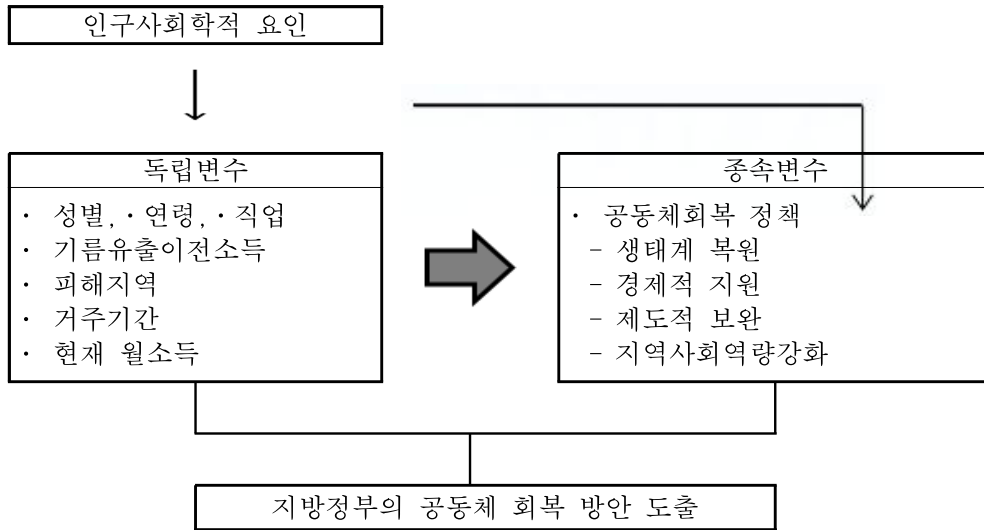 인구사회학적 요인
독립변수
· 성별, · 연령, · 직업
· 기름유출이전소득
· 피해지역
· 거주기간
· 현재 월소득
종속변수
· 공동체회복 정책
- 생태계 복원
- 경제적 지원
- 제도적 보완
- 지역사회역량강화
지방정부의 공동체 회복 방안 도출